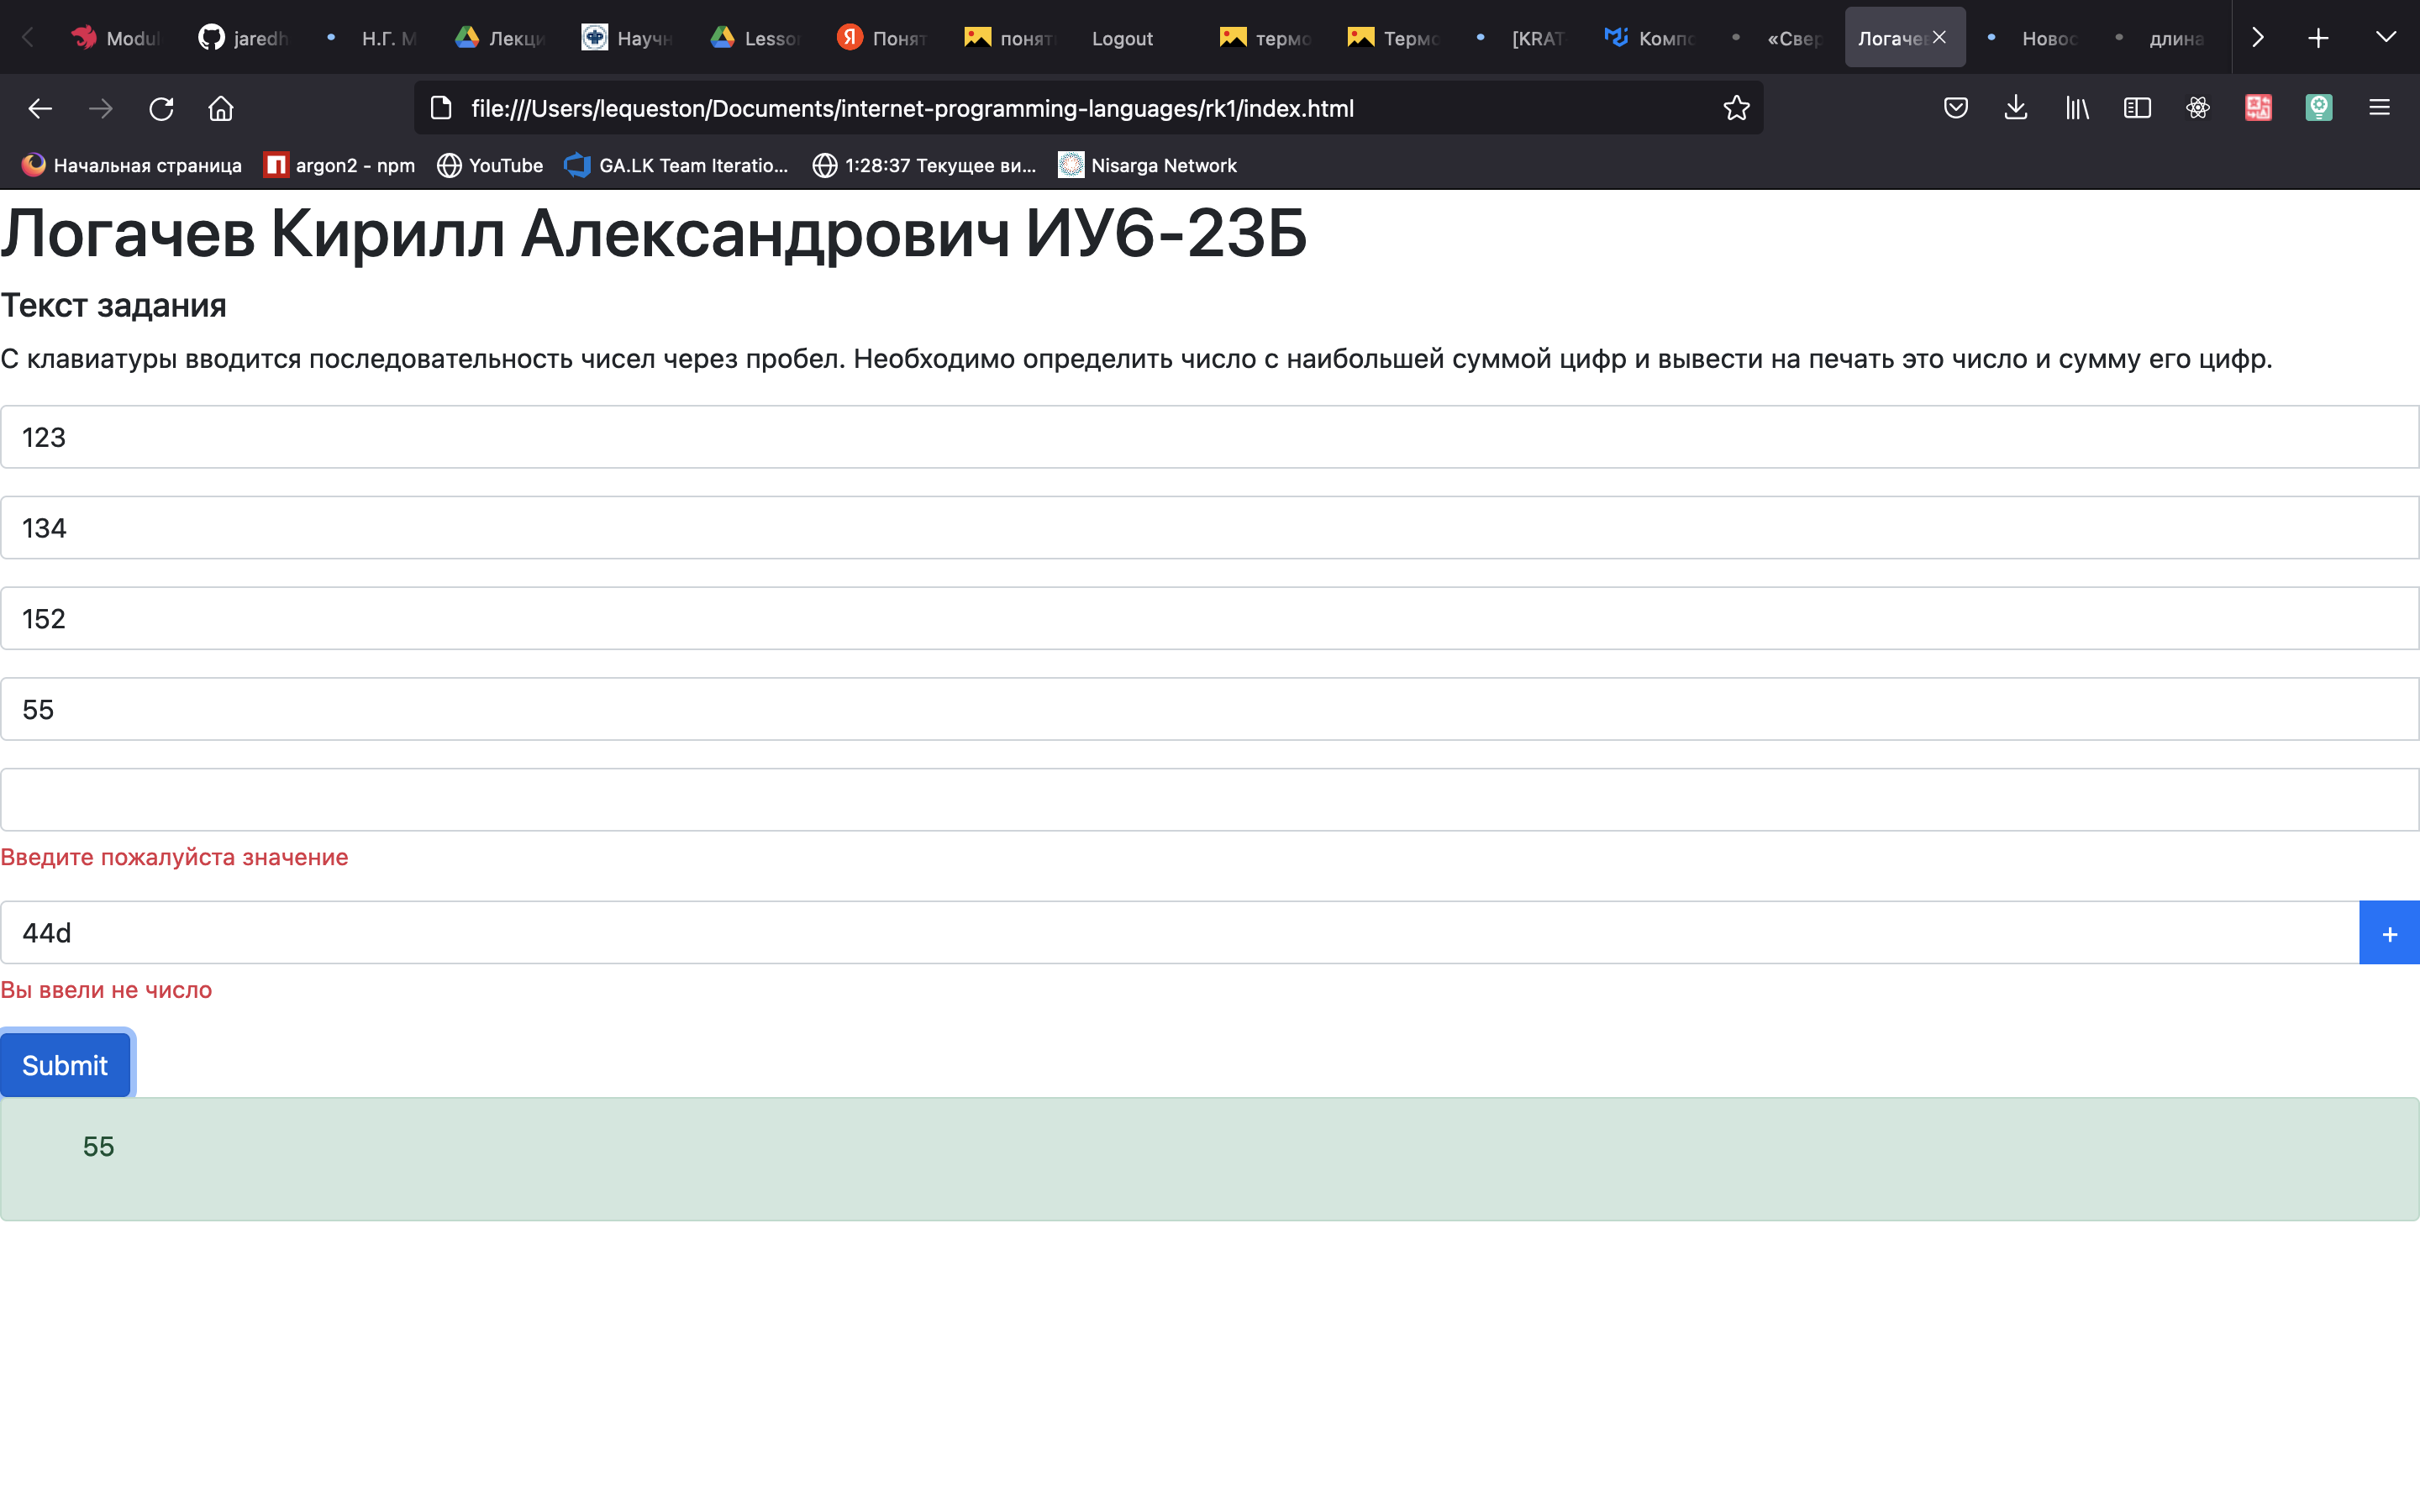 Modul jaredh Н.Г. М Лекци Научн Lesso Понят понят Logout термо Термо [KRAT Компо «Свер Логаче Новос длина
file:///Users/lequeston/Documents/internet-programming-languages/rk1/index.html
Начальная страница argon2 - npm YouTube GA.LK Team Iteratio... 1:28:37 Текущее ви... Nisarga Network
Логачев Кирилл Александрович ИУ6-23Б
Текст задания
С клавиатуры вводится последовательность чисел через пробел. Необходимо определить число с наибольшей суммой цифр и вывести на печать это число и сумму его цифр.
123
134
152
55
Введите пожалуйста значение
44d
+
Вы ввели не число
Submit
55